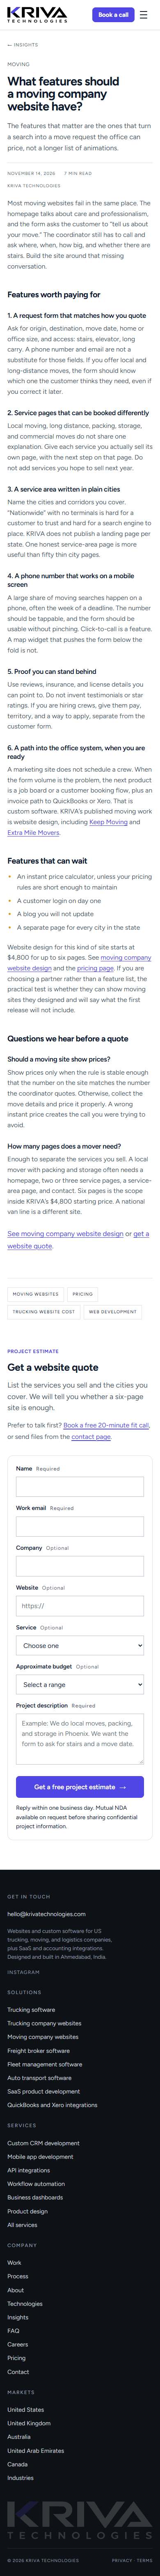 KRIVA
TECHNOLOGIES
Book a call
← INSIGHTS
MOVING
What features should
a moving company
website have?
The features that matter are the ones that turn
a search into a move request the office can
price, not a longer list of animations.
NOVEMBER 14, 2026 7 MIN READ
KRIVA TECHNOLOGIES
Most moving websites fail in the same place. The
homepage talks about care and professionalism,
and the form asks the customer to "tell us about
your move." The coordinator still has to call and
ask where, when, how big, and whether there are
stairs. Build the site around that missing
conversation.
Features worth paying for
1. A request form that matches how you quote
Ask for origin, destination, move date, home or
office size, and access: stairs, elevator, long
carry. A phone number and email are not a
substitute for those fields. If you offer local and
long-distance moves, the form should know
which one the customer thinks they need, even if
you correct it later.
2. Service pages that can be booked differently
Local moving, long distance, packing, storage,
and commercial moves do not share one
explanation. Give each service you actually sell its
own page, with the next step on that page. Do
not add services you hope to sell next year.
3. A service area written in plain cities
Name the cities and corridors you cover.
"Nationwide" with no terminals is hard for a
customer to trust and hard for a search engine to
place. KRIVA does not publish a landing page per
state. One honest service-area page is more
useful than fifty thin city pages.
4. A phone number that works on a mobile
screen
A large share of moving searches happen on a
phone, often in the week of a deadline. The number
should be tappable, and the form should be
usable without pinching. Click-to-call is a feature.
A map widget that pushes the form below the
fold is not.
5. Proof you can stand behind
Use reviews, insurance, and license details you
can point to. Do not invent testimonials or star
ratings. If you have crews, show them. If they pay,
territory, and a way to apply, separate from the
customer form.
6. A path into the office system, when you are
ready
A marketing site does not schedule a crew. When
the form volume is the problem, the next product
is a dispatch or customer booking flow, plus an
invoice path to QuickBooks or Xero. That is
custom work. KRIVA's published moving work
is website design, including Keep Moving and
Extra Mile Movers.
Features that can wait
An instant price calculator, unless your pricing
rules are short enough to maintain
A customer login on day one
A blog you will not update
A separate page for every city in the state
Website design for this kind of site starts at
$4,800 for up to six pages. See moving company
website design and the pricing page. If you are
comparing a plan rather than a feature list, the
practical test is whether they can show moving
sites they designed and say what the first
release will not include.
Questions we hear before a quote
Should a moving site show prices?
Show prices only when the rule is stable enough
that the customer will not treat it as the number
the coordinator quotes. Otherwise, collect the
move details and price it properly. A wrong
instant price creates the call you were trying to
avoid.
How many pages does a mover need?
Enough to separate the services you sell. A local
and long-distance mover often needs a
homepage, two or three service pages, a service-
area page, and contact. Six pages is the scope
inside KRIVA's $4,800 starting price. A national
van line is a different site.
See moving company website design or get a
website quote.
MOVING WEBSITES
PRICING
TRUCKING WEBSITE COST
WEB DEVELOPMENT
PROJECT ESTIMATE
Get a website quote
List the services you sell and the cities you
cover. We will tell you whether a six-page
site is enough.
Prefer to talk first? Book a free 20-minute fit call,
or send files from the contact page.
Name Required
Work email Required
Company Optional
Website Optional
https://
Service Optional
Choose one
Approximate budget Optional
Select a range
Project description Required
Example: We do local moves, packing,
and storage in Phoenix. We want the
form to ask for stairs and a move date.
Get a free project estimate →
Reply within one business day. Mutual NDA
available on request before sharing confidential
project information.
GET IN TOUCH
hello@krivatechnologies.com
Websites and custom software for US
trucking, moving, and logistics companies,
plus SaaS and accounting integrations.
Designed and built in Ahmedabad, India.
INSTAGRAM
SOLUTIONS
Trucking software
Trucking company websites
Moving company websites
Freight broker software
Fleet management software
Auto transport software
SaaS product development
QuickBooks and Xero integrations
SERVICES
Custom CRM development
Mobile app development
API integrations
Workflow automation
Business dashboards
Product design
All services
COMPANY
Work
Process
About
Technologies
Insights
FAQ
Careers
Pricing
Contact
MARKETS
United States
United Kingdom
Australia
United Arab Emirates
Canada
Industries
KRIVA
TECHNOLOGIES
© 2026 KRIVA TECHNOLOGIES
PRIVACY · TERMS